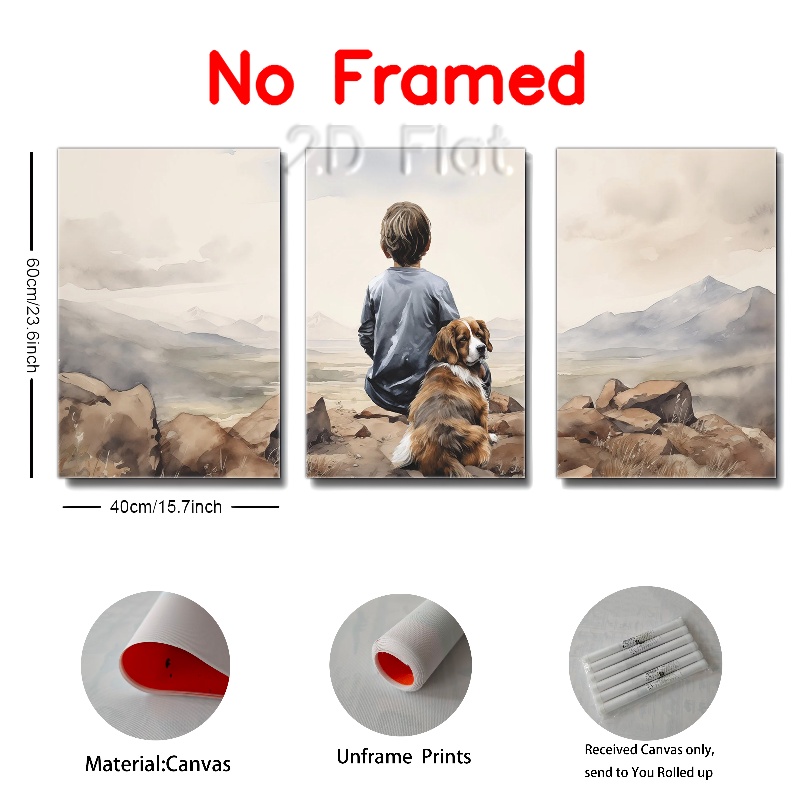 No Framed
2.D Flat.
60cm/23.6inch
40cm/15.7inch
Material:Canvas
Unframe Prints
Received Canvas only,
send to You Rolled up